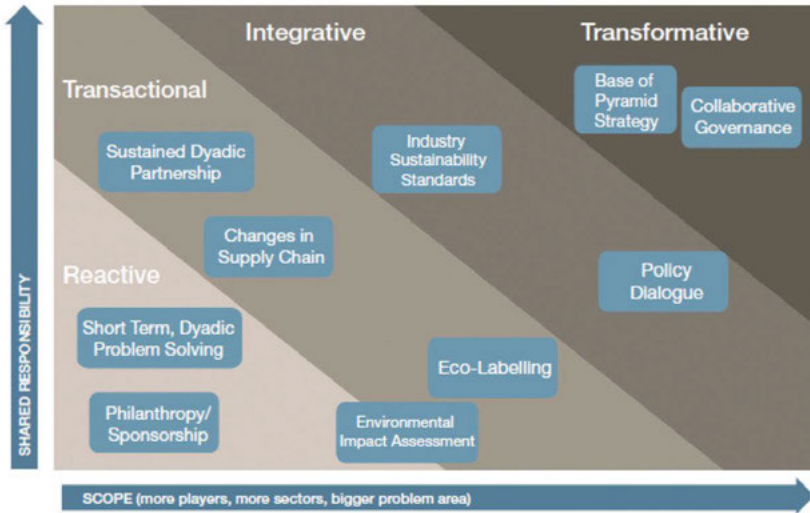 Integrative
Transformative
Transactional
Base of
Pyramid
Strategy
Collaborative
Governance
Sustained Dyadic
Partnership
Industry
Sustainability
Standards
Changes in
Supply Chain
Reactive
Policy
Dialogue
Short Term, Dyadic
Problem Solving
Eco-Labelling
Philanthropy/
Sponsorship
Environmental
Impact Assessment
SHARED RESPONSIBILITY
SCOPE (more players, more sectors, bigger problem area)